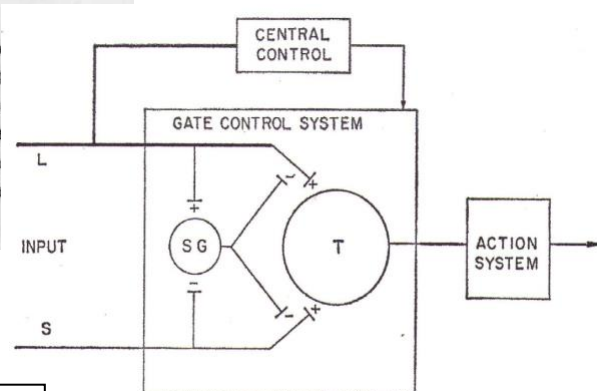 CENTRAL
CONTROL
GATE CONTROL SYSTEM
L
+
-
+
SG
T
INPUT
ACTION
SYSTEM
-
-
+
S